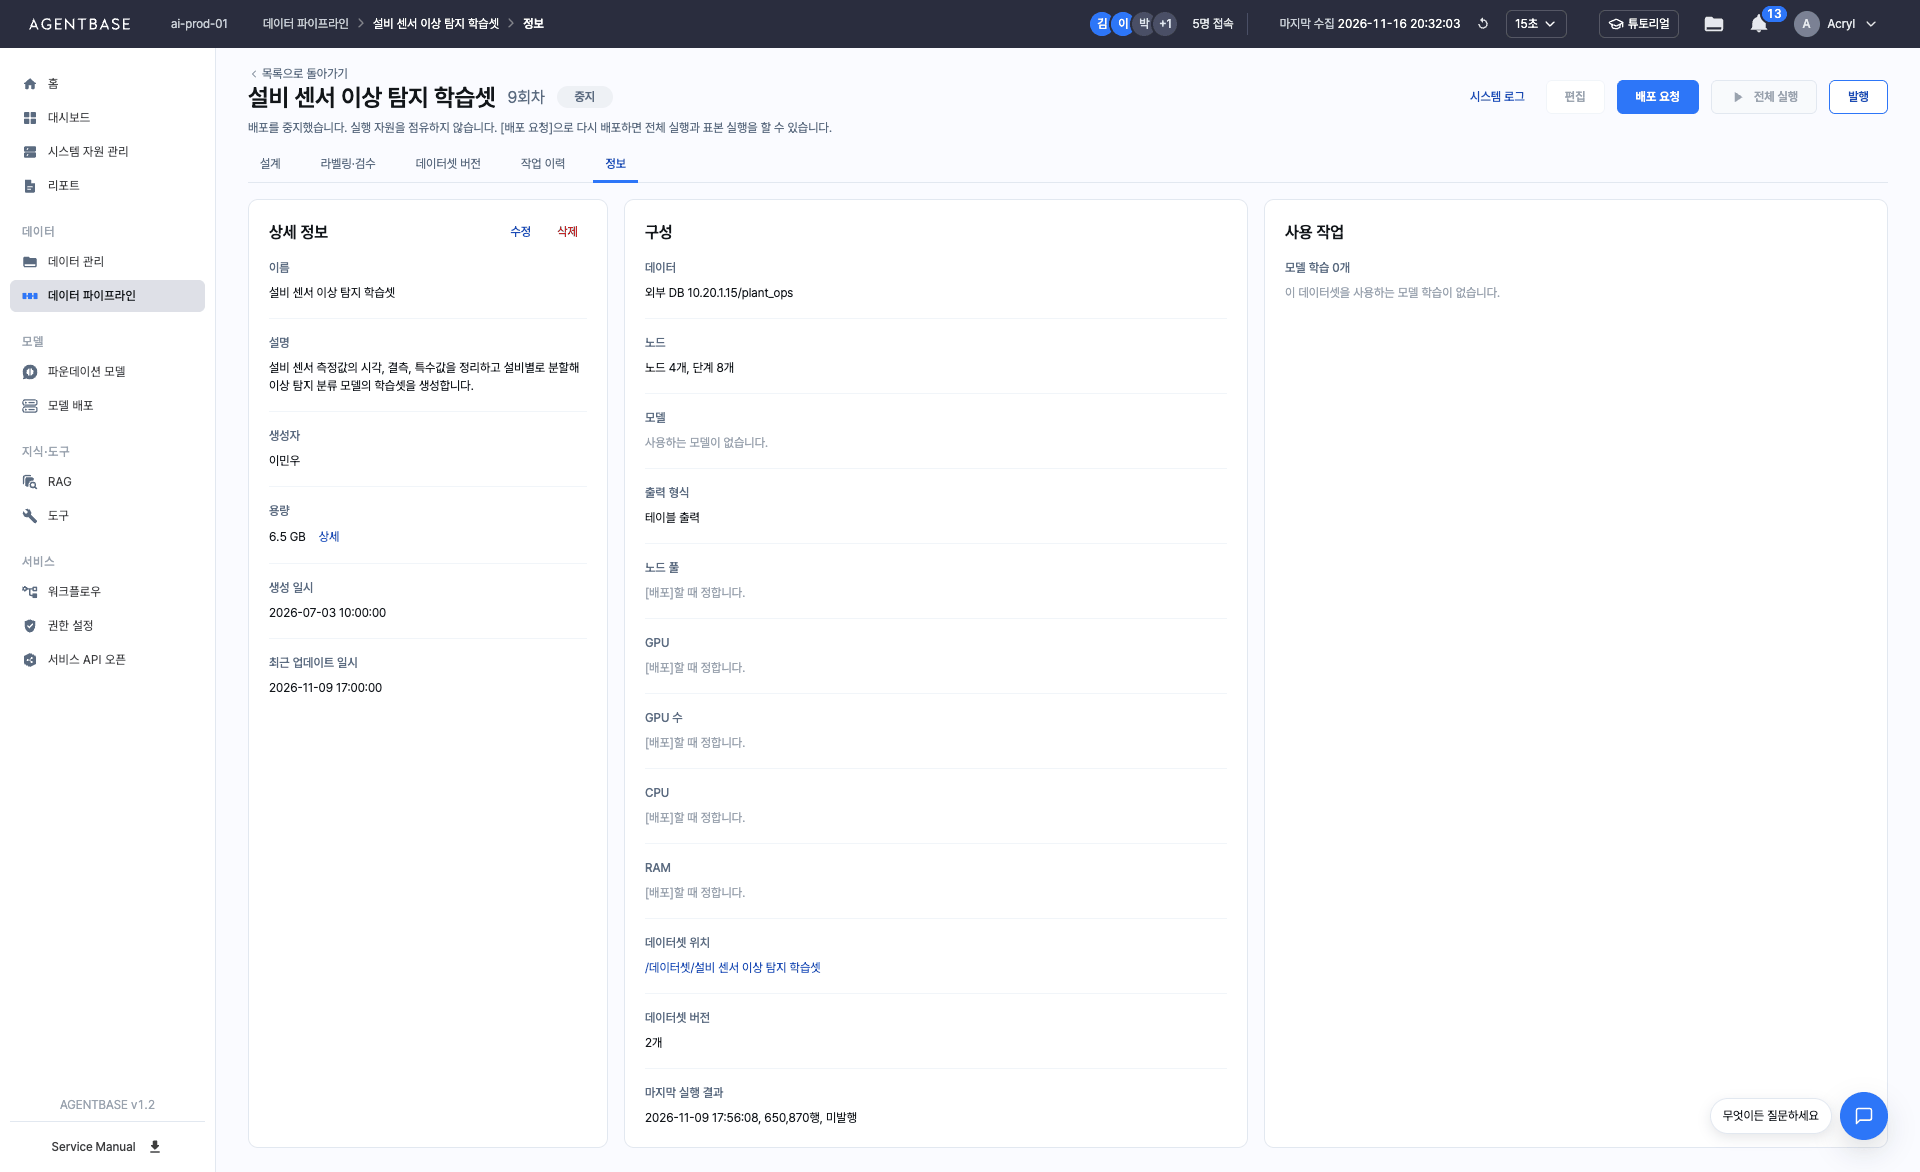 AGENTBASE
ai-prod-01
데이터 파이프라인 > 설비 센서 이상 탐지 학습셋 > 정보
김 이 박 +1 5명 접속
마지막 수집 2026-11-16 20:32:03
15초
튜토리얼
13
A Acryl
홈
대시보드
시스템 자원 관리
리포트
데이터
데이터 관리
데이터 파이프라인
모델
파운데이션 모델
모델 배포
지식·도구
RAG
도구
서비스
워크플로우
권한 설정
서비스 API 오픈
AGENTBASE v1.2
Service Manual
목록으로 돌아가기
설비 센서 이상 탐지 학습셋 9회차 중지
시스템 로그
편집
배포 요청
전체 실행
발행
배포를 중지했습니다. 실행 자원을 점유하지 않습니다. [배포 요청]으로 다시 배포하면 전체 실행과 표본 실행을 할 수 있습니다.
설계
라벨링·검수
데이터셋 버전
작업 이력
정보
상세 정보
수정
삭제
이름
설비 센서 이상 탐지 학습셋
설명
설비 센서 측정값의 시각, 결측, 특수값을 정리하고 설비별로 분할해
이상 탐지 분류 모델의 학습셋을 생성합니다.
생성자
이민우
용량
6.5 GB 상세
생성 일시
2026-07-03 10:00:00
최근 업데이트 일시
2026-11-09 17:00:00
구성
데이터
외부 DB 10.20.1.15/plant_ops
노드
노드 4개, 단계 8개
모델
사용하는 모델이 없습니다.
출력 형식
테이블 출력
노드 풀
[배포]할 때 정합니다.
GPU
[배포]할 때 정합니다.
GPU 수
[배포]할 때 정합니다.
CPU
[배포]할 때 정합니다.
RAM
[배포]할 때 정합니다.
데이터셋 위치
/데이터셋/설비 센서 이상 탐지 학습셋
데이터셋 버전
2개
마지막 실행 결과
2026-11-09 17:56:08, 650,870행, 미발행
사용 작업
모델 학습 0개
이 데이터셋을 사용하는 모델 학습이 없습니다.
무엇이든 질문하세요